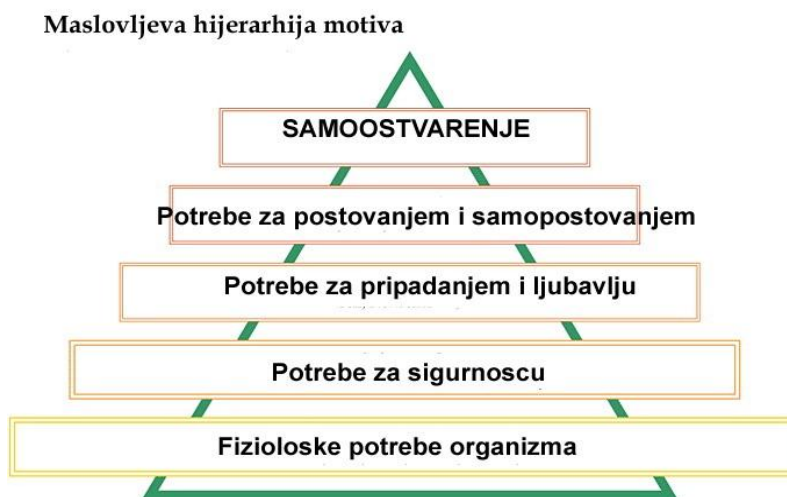 Maslovljeva hijerarhija motiva
SAMOOSTVARENJE
Potrebe za postovanjem i samopostovanjem
Potrebe za pripadanjem i ljubavlju
Potrebe za sigurnoscu
Fizioloske potrebe organizma